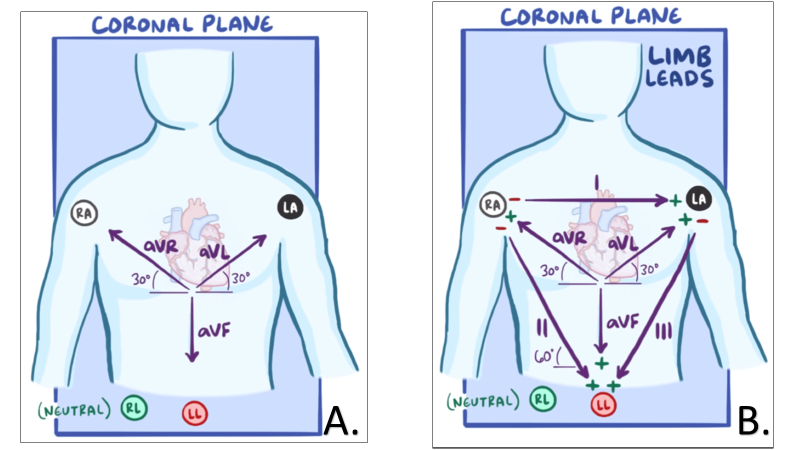 CORONAL PLANE
RA
LA
aVR
aVL
30°
30°
aVF
(NEUTRAL)
RL
LL
A.
CORONAL PLANE
LIMB
LEADS
I
RA
-
+
LA
+
+
-
-
aVR
aVL
30°
30°
II
aVF
III
60°
+
+
+
(NEUTRAL)
RL
LL
B.